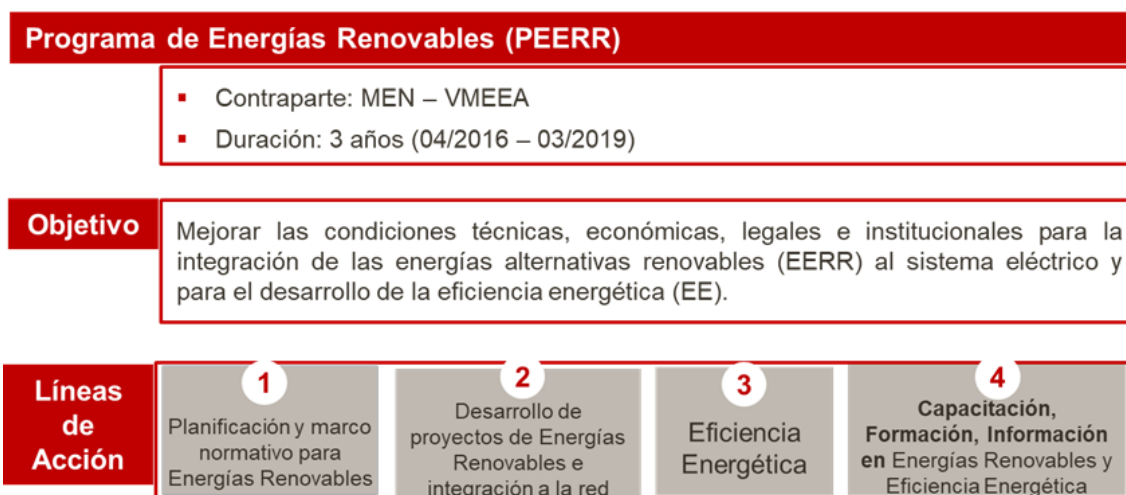 Programa de Energías Renovables (PEERR)
▪ Contraparte: MEN – VMEEA
▪ Duración: 3 años (04/2016 – 03/2019)
Objetivo
Mejorar las condiciones técnicas, económicas, legales e institucionales para la
integración de las energías alternativas renovables (EERR) al sistema eléctrico y
para el desarrollo de la eficiencia energética (EE).
Líneas
de
Acción
1
Planificación y marco
normativo para
Energías Renovables
2
Desarrollo de
proyectos de Energías
Renovables e
integración a la red
3
Eficiencia
Energética
4
Capacitación,
Formación, Información
en Energías Renovables y
Eficiencia Energética